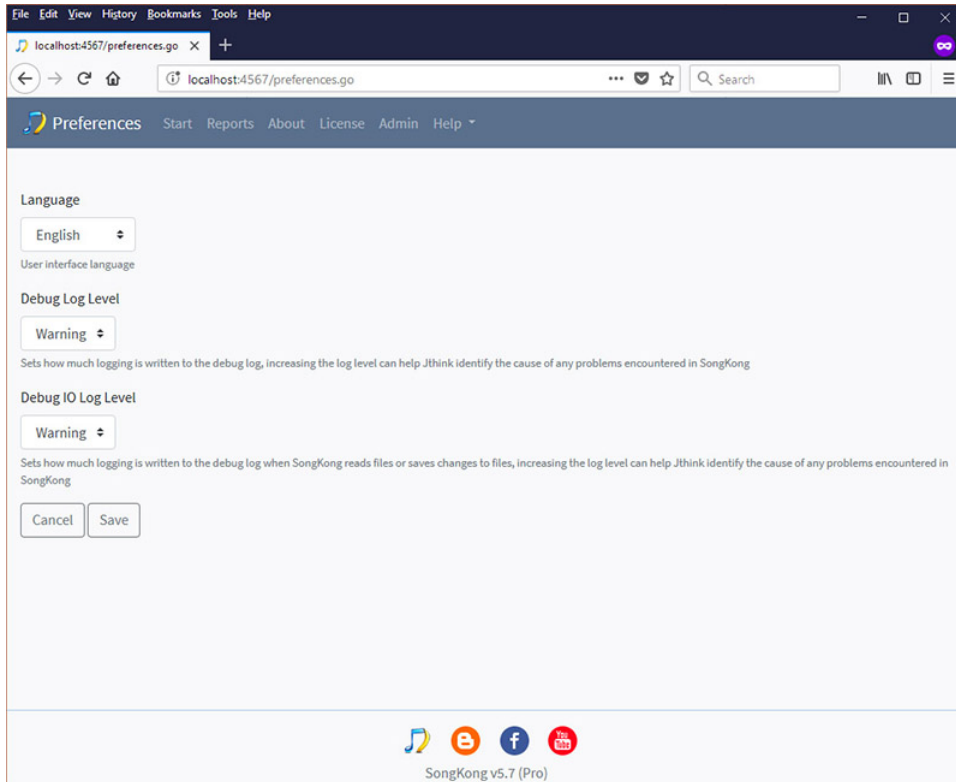 File Edit View History Bookmarks Tools Help
localhost:4567/preferences.go
localhost:4567/preferences.go Search
Preferences Start Reports About License Admin Help
Language
English
User interface language
Debug Log Level
Warning
Sets how much logging is written to the debug log, increasing the log level can help Jthink identify the cause of any problems encountered in SongKong
Debug IO Log Level
Warning
Sets how much logging is written to the debug log when SongKong reads files or saves changes to files, increasing the log level can help Jthink identify the cause of any problems encountered in
SongKong
Cancel Save
You
Tube
SongKong v5.7 (Pro)